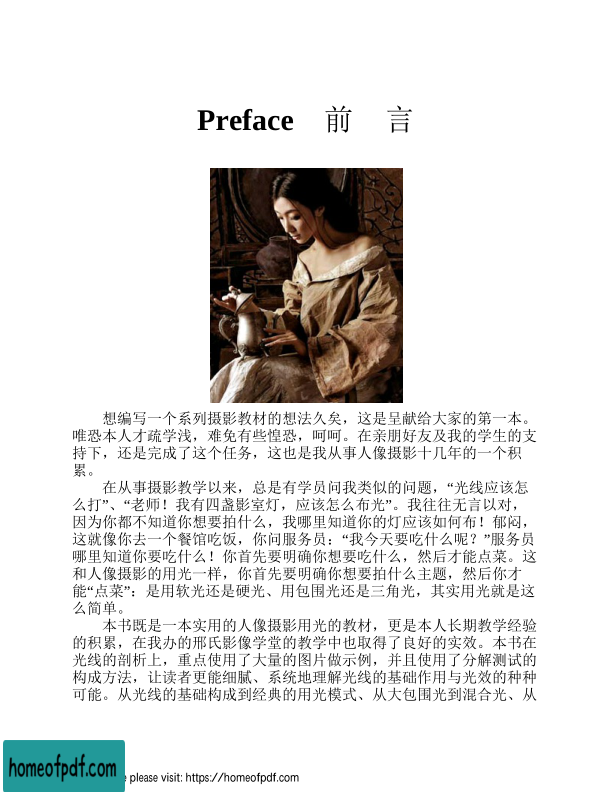 Preface 前 言
想编写一个系列摄影教材的想法久矣，这是呈献给大家的第一本。
唯恐本人才疏学浅，难免有些惶恐，呵呵。在亲朋好友及我的学生的支
持下，还是完成了这个任务，这也是我从事人像摄影十几年的一个积
累。
在从事摄影教学以来，总是有学员问我类似的问题，“光线应该怎
么打”、“老师！我有四盏影室灯，应该怎么布光”。我往往无言以对，
因为你都不知道你想要拍什么，我哪里知道你的灯应该如何布！郁闷，
这就像你去一个餐馆吃饭，你问服务员：“我今天要吃什么呢？”服务员
哪里知道你要吃什么！你首先要明确你想要吃什么，然后才能点菜。这
和人像摄影的用光一样，你首先要明确你想要拍什么主题，然后你才
能“点菜”：是用软光还是硬光、用包围光还是三角光，其实用光就是这
么简单。
本书既是一本实用的人像摄影用光的教材，更是本人长期教学经验
的积累，在我办的邢氏影像学堂的教学中也取得了良好的实效。本书在
光线的剖析上，重点使用了大量的图片做示例，并且使用了分解测试的
构成方法，让读者更能细腻、系统地理解光线的基础作用与光效的种种
可能。从光线的基础构成到经典的用光模式、从大包围光到混合光、从
homeofpdf.com
e please visit: https://homeofpdf.com